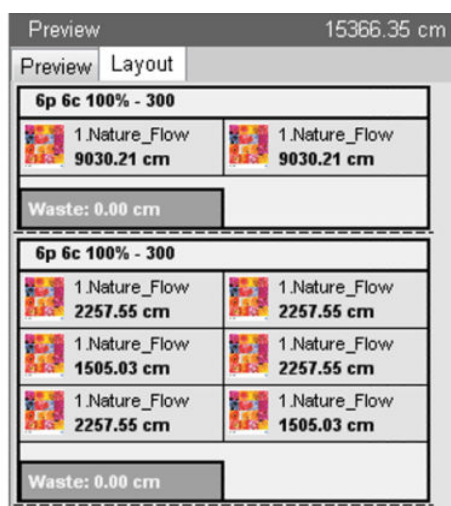 Preview 15366.35 cm
Preview Layout
6p 6c 100% - 300
1.Nature_Flow 1.Nature_Flow
9030.21 cm 9030.21 cm
Waste: 0.00 cm
6p 6c 100% - 300
1.Nature_Flow 1.Nature_Flow
2257.55 cm 2257.55 cm
1.Nature_Flow 1.Nature_Flow
1505.03 cm 2257.55 cm
1.Nature_Flow 1.Nature_Flow
2257.55 cm 1505.03 cm
Waste: 0.00 cm